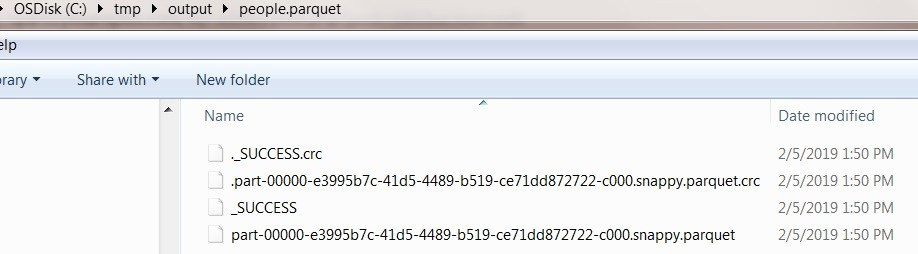 OSDisk (C:) tmp output people.parquet
elp
rary Share with New folder
Name Date modified
._SUCCESS.crc 2/5/2019 1:50 PM
.part-00000-e3995b7c-41d5-4489-b519-ce71dd872722-c000.snappy.parquet.crc 2/5/2019 1:50 PM
_SUCCESS 2/5/2019 1:50 PM
part-00000-e3995b7c-41d5-4489-b519-ce71dd872722-c000.snappy.parquet 2/5/2019 1:50 PM